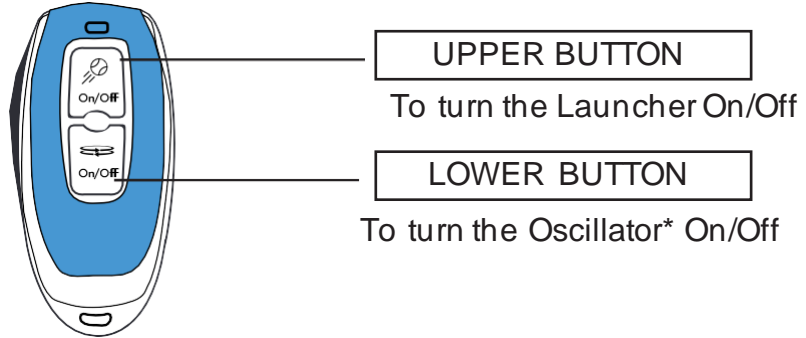 UPPER BUTTON
On/Off
To turn the Launcher On/Off
LOWER BUTTON
On/Off
To turn the Oscillator* On/Off